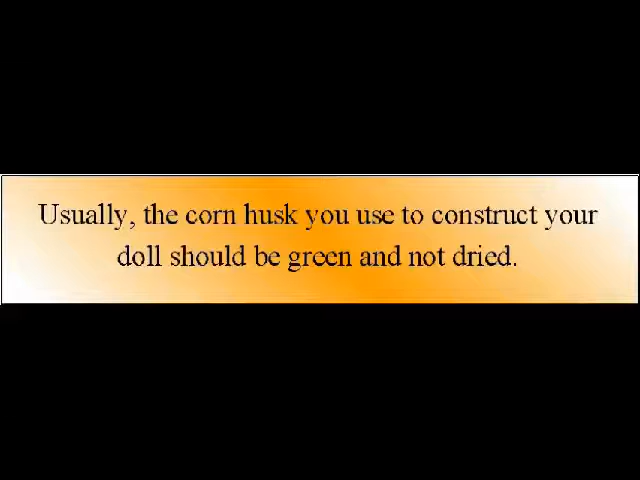 Usually, the corn husk you use to construct your
doll should be green and not dried.